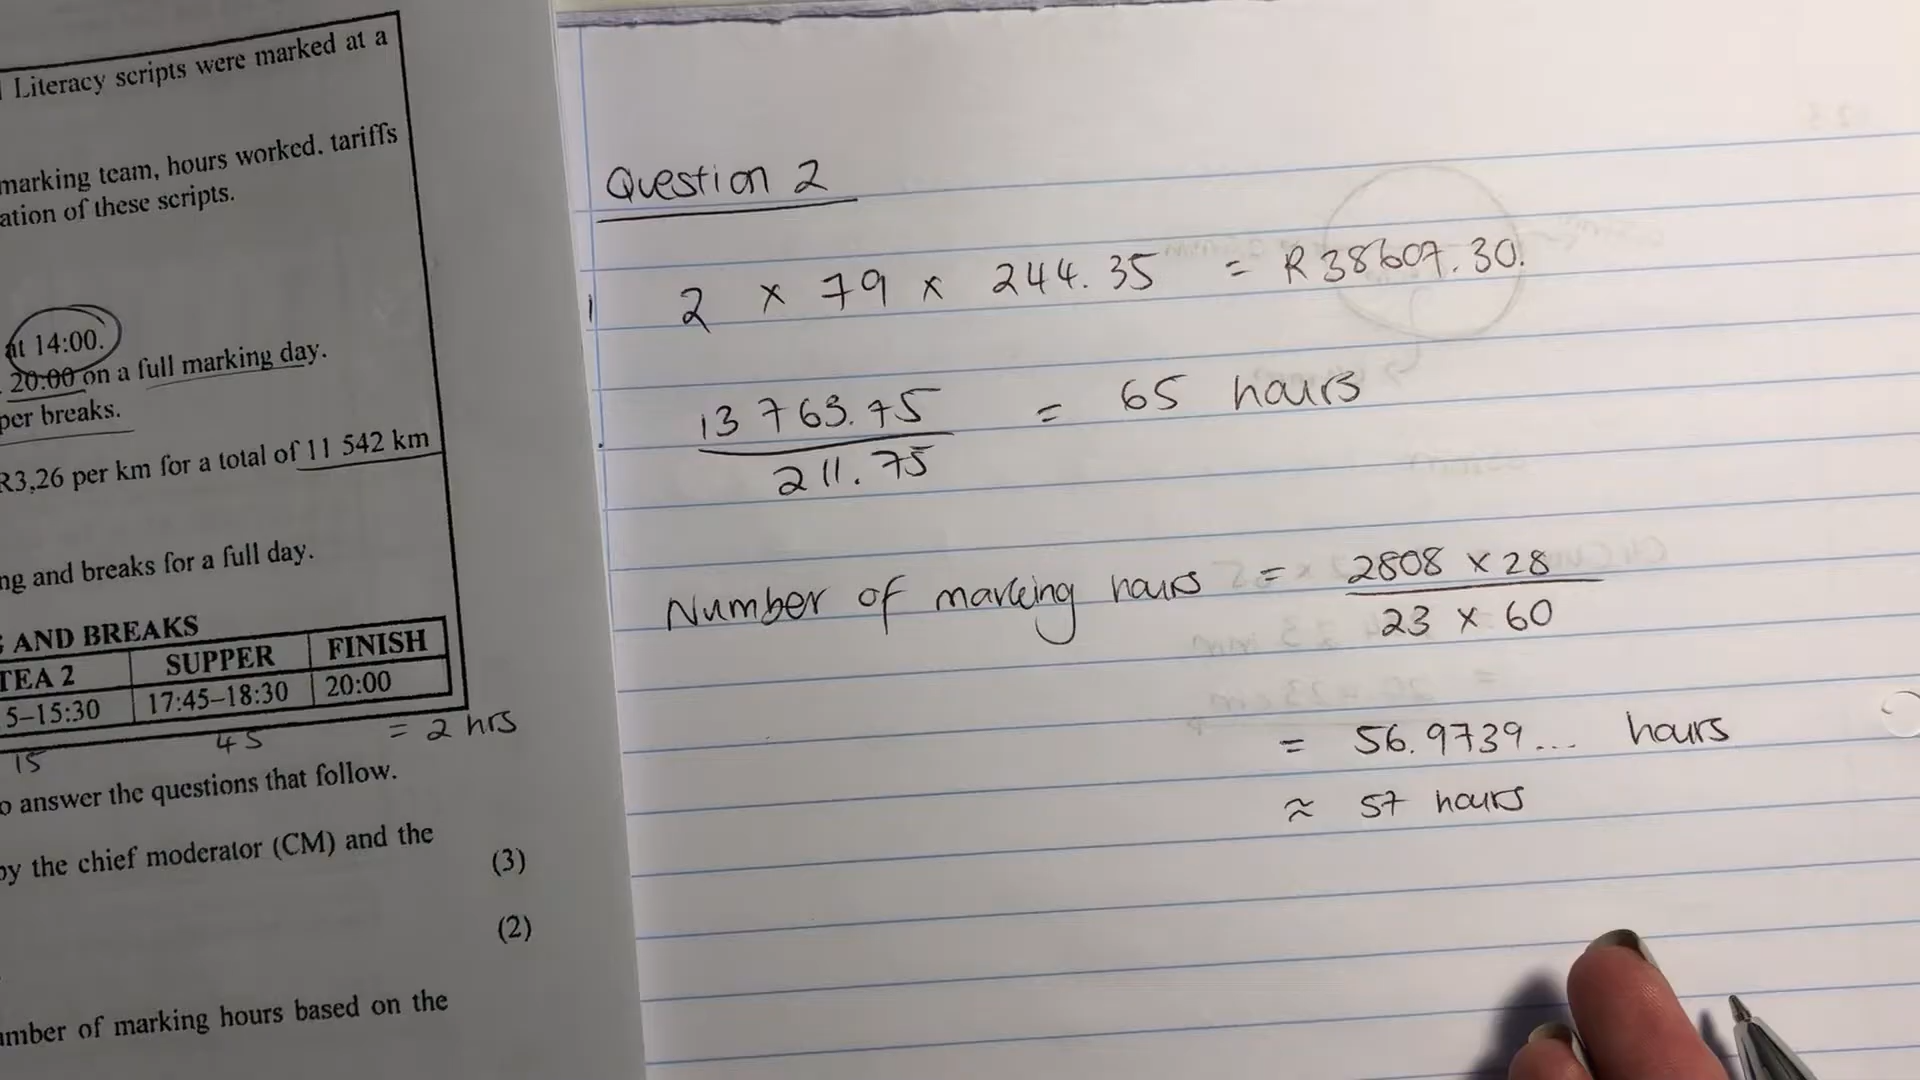 Literacy scripts were marked at a
marking team, hours worked. tariffs
ation of these scripts.
at 14:00.
20:00 on a full marking day.
per breaks.
R3,26 per km for a total of 11 542 km
ng and breaks for a full day.
AND BREAKS
TEA 2 SUPPER FINISH
5–15:30 17:45–18:30 20:00
15 45 = 2 hrs
o answer the questions that follow.
by the chief moderator (CM) and the
(3)
(2)
umber of marking hours based on the
Question 2
2 × 79 × 244.35 = R38607.30.
13 763.75 = 65 hours
211.75
Number of marking hours = 2808 × 28
23 × 60
= 56.9739... hours
≈ 57 hours